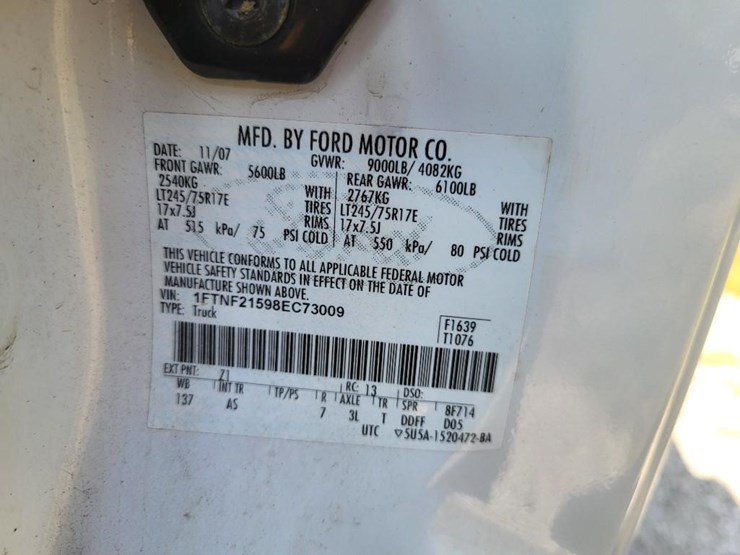 MFD. BY FORD MOTOR CO.
DATE: 11/07 GVWR: 9000LB/ 4082KG
FRONT GAWR: 5600LB REAR GAWR: 6100LB
2540KG WITH 2767KG WITH
LT245/75R17E TIRES LT245/75R17E TIRES
17x7.5J RIMS 17x7.5J RIMS
AT 515 kPa/ 75 PSI COLD AT 550 kPa/ 80 PSI COLD
THIS VEHICLE CONFORMS TO ALL APPLICABLE FEDERAL MOTOR
VEHICLE SAFETY STANDARDS IN EFFECT ON THE DATE OF
MANUFACTURE SHOWN ABOVE.
VIN: 1FTNF21598EC73009
TYPE: Truck
F1639
T1076
EXT PNT: Z1 RC: 13 DSO:
WB INT TR TP/PS R AXLE TR SPR 8F714
137 AS 7 3L T DDFF D05
UTC ▽5U5A-1520472-BA